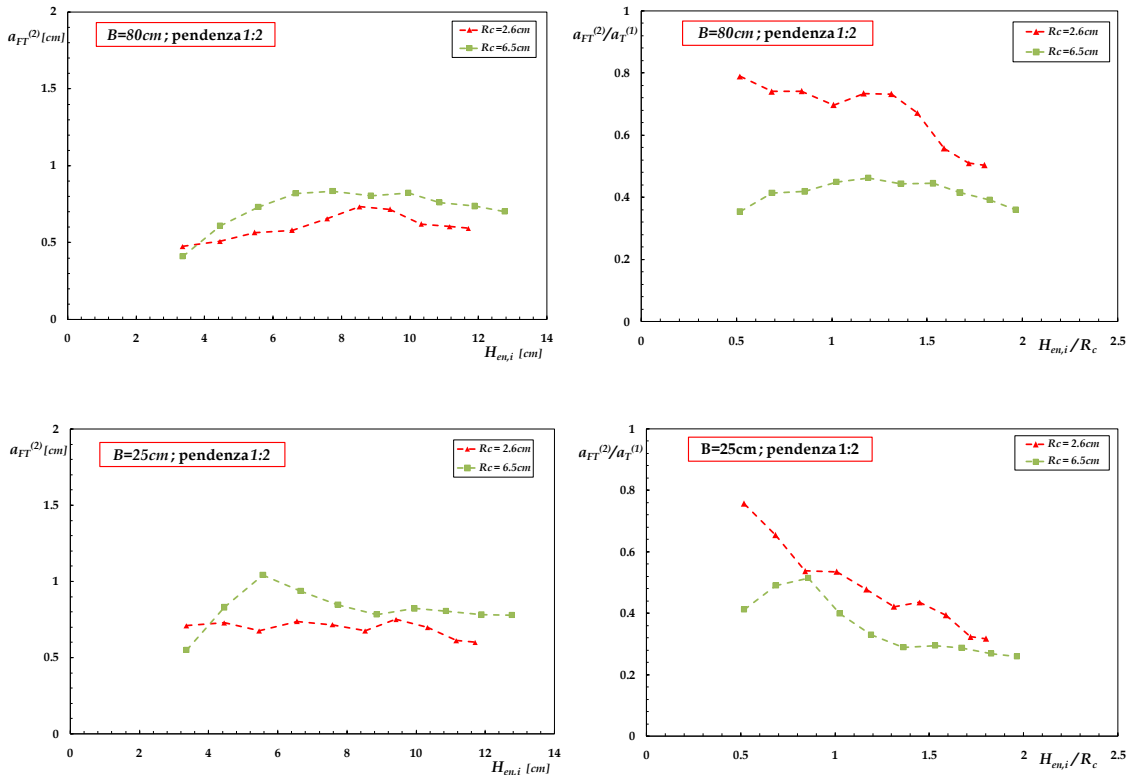 a_FT^(2) [cm]
B=80cm; pendenza 1:2
Rc=2.6cm
Rc=6.5cm
2
1.5
1
0.5
0
0 2 4 6 8 10 12 14
H_en,i [cm]
a_FT^(2)/a_T^(1)
B=80cm; pendenza 1:2
Rc=2.6cm
Rc=6.5cm
1
0.8
0.6
0.4
0.2
0
0 0.5 1 1.5 2 2.5
H_en,i/R_c
a_FT^(2) [cm]
B=25cm; pendenza 1:2
Rc=2.6cm
Rc=6.5cm
2
1.5
1
0.5
0
0 2 4 6 8 10 12 14
H_en,i [cm]
a_FT^(2)/a_T^(1)
B=25cm; pendenza 1:2
Rc=2.6cm
Rc=6.5cm
1
0.8
0.6
0.4
0.2
0
0 0.5 1 1.5 2 2.5
H_en,i/R_c